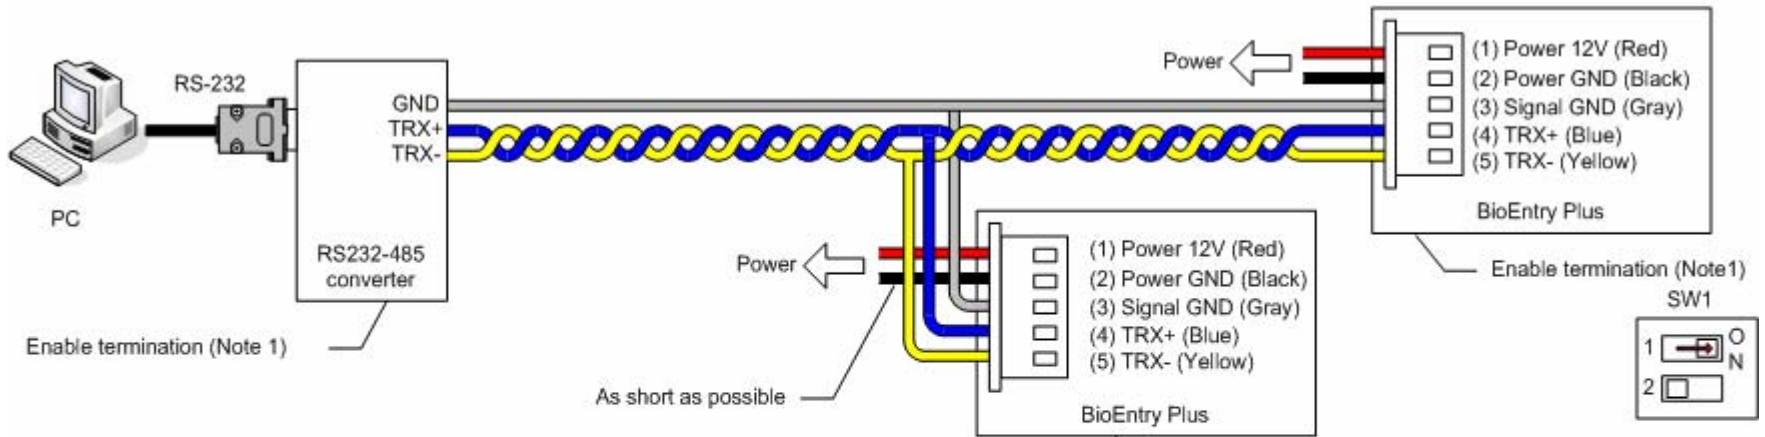 PC
RS-232
GND
TRX+
TRX-
RS232-485
converter
Enable termination (Note 1)
Power
(1) Power 12V (Red)
(2) Power GND (Black)
(3) Signal GND (Gray)
(4) TRX+ (Blue)
(5) TRX- (Yellow)
BioEntry Plus
As short as possible
Power
(1) Power 12V (Red)
(2) Power GND (Black)
(3) Signal GND (Gray)
(4) TRX+ (Blue)
(5) TRX- (Yellow)
BioEntry Plus
Enable termination (Note1)
SW1
1
ON
2